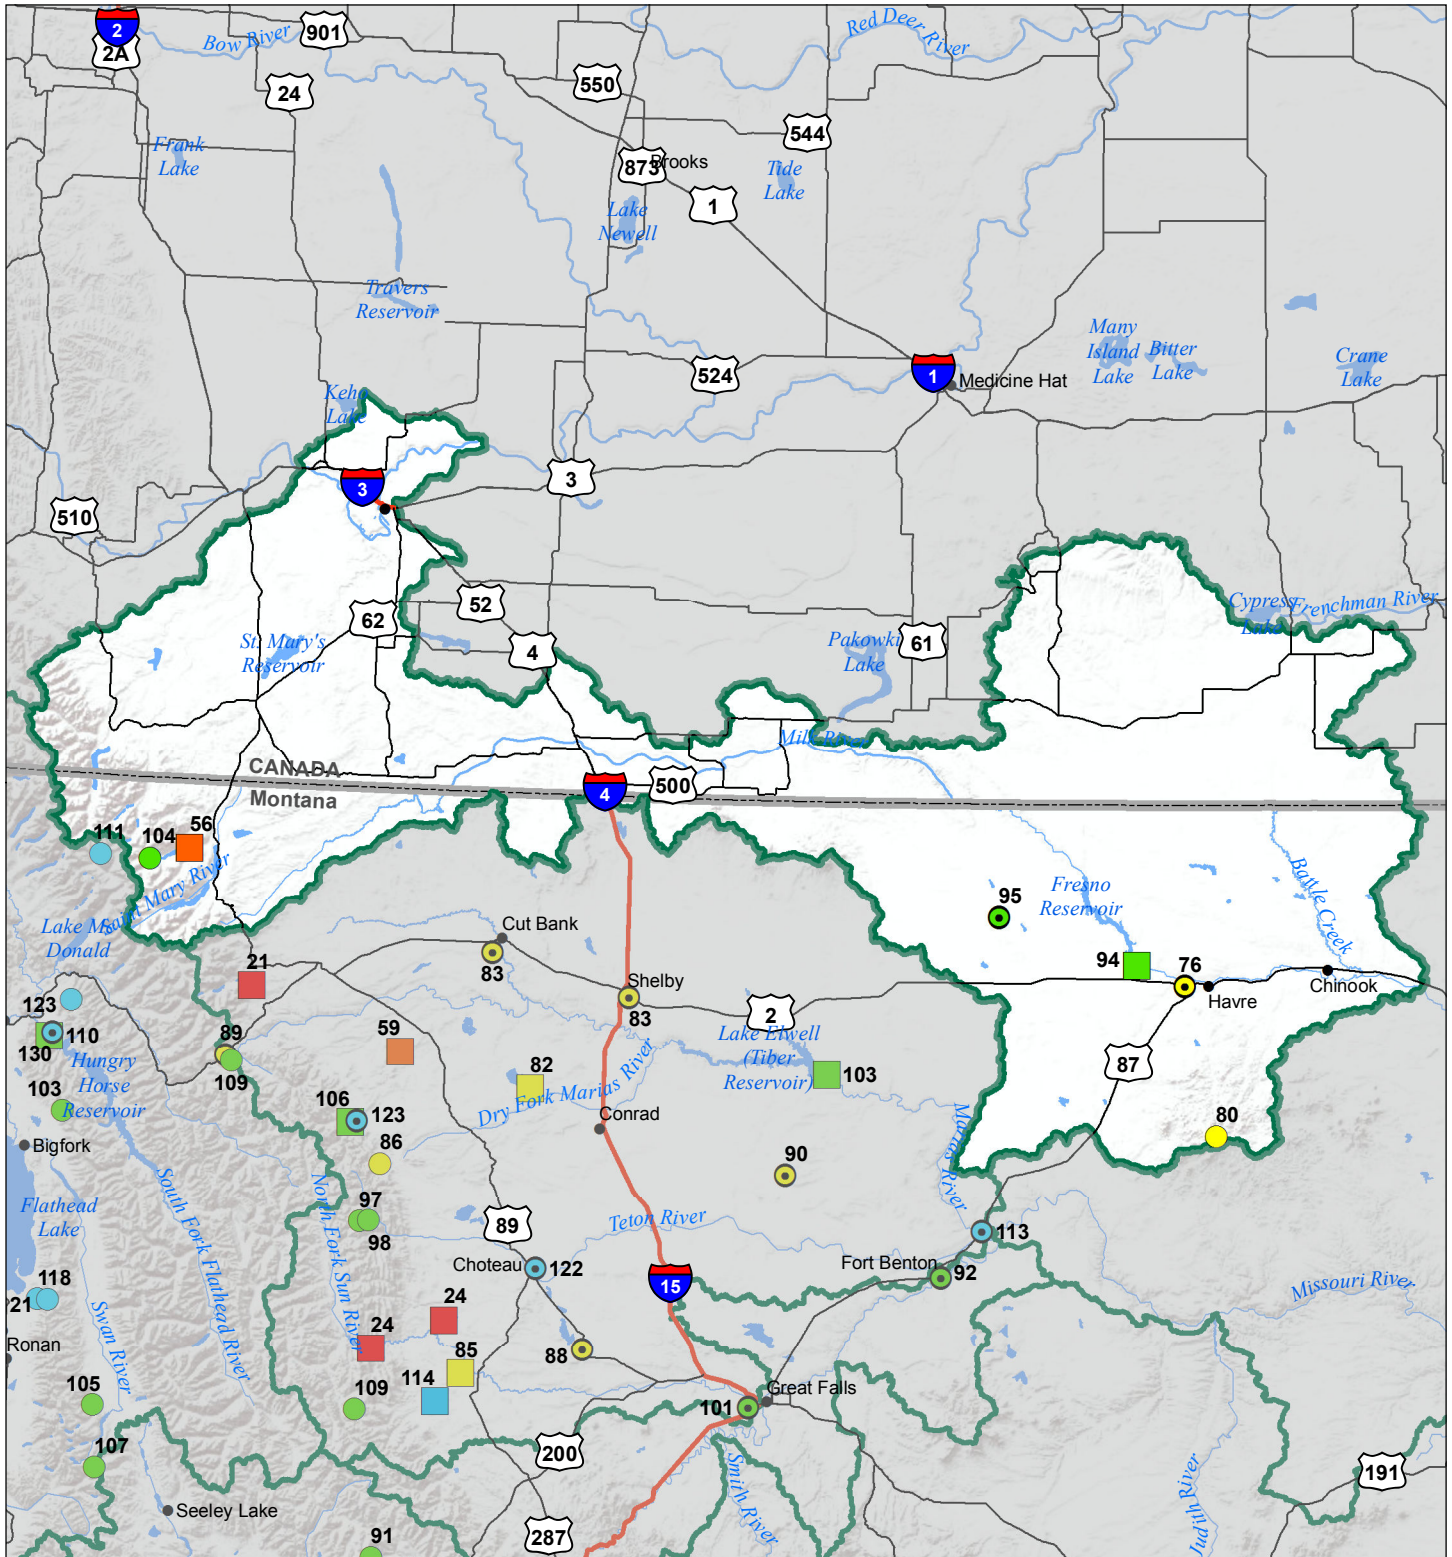 2
2A
Bow River
901
Red Deer
River
24
550
544
Frank
Lake
873
Brooks
Tide
Lake
1
Lake
Newell
Travers
Reservoir
Many
Island
Lake
Bitter
Lake
Crane
Lake
524
1
Medicine Hat
Keho
Lake
3
3
510
52
62
4
St. Mary's
Reservoir
Pakowki
Lake
61
Cypress
Lake
Frenchman River
Milk River
CANADA
Montana
4
500
111
104
56
Saint Mary River
Lake Mc
Donald
95
Fresno
Reservoir
Battle Creek
Cut Bank
83
94
76
Havre
Chinook
21
Shelby
83
2
123
110
130
89
109
59
Lake Elwell
(Tiber
Reservoir)
103
87
Hungry
Horse
Reservoir
103
82
Dry Fork Marias River
106
123
Conrad
Marias River
80
Bigfork
86
90
South Fork Flathead River
North Fork Sun River
Flathead
Lake
97
98
89
Teton River
113
Choteau
122
Fort Benton
92
15
Missouri River
118
21
Swan River
24
24
Ronan
88
85
114
105
109
Great Falls
101
107
200
Smith River
Judith River
191
Seeley Lake
287
91